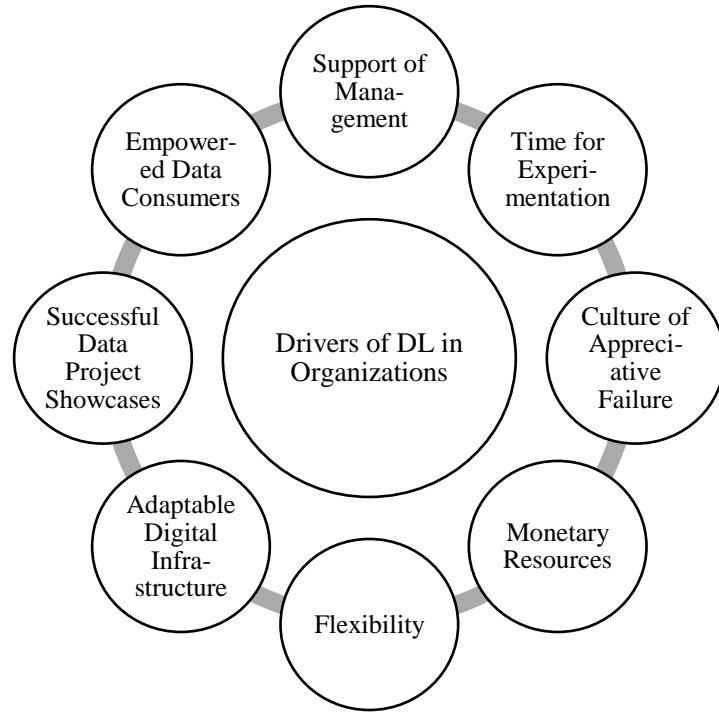 Support of
Mana-
gement
Time for
Experi-
mentation
Culture of
Appreci-
ative
Failure
Monetary
Resources
Flexibility
Adaptable
Digital
Infra-
structure
Successful
Data
Project
Showcases
Empower-
ed Data
Consumers
Drivers of DL in
Organizations